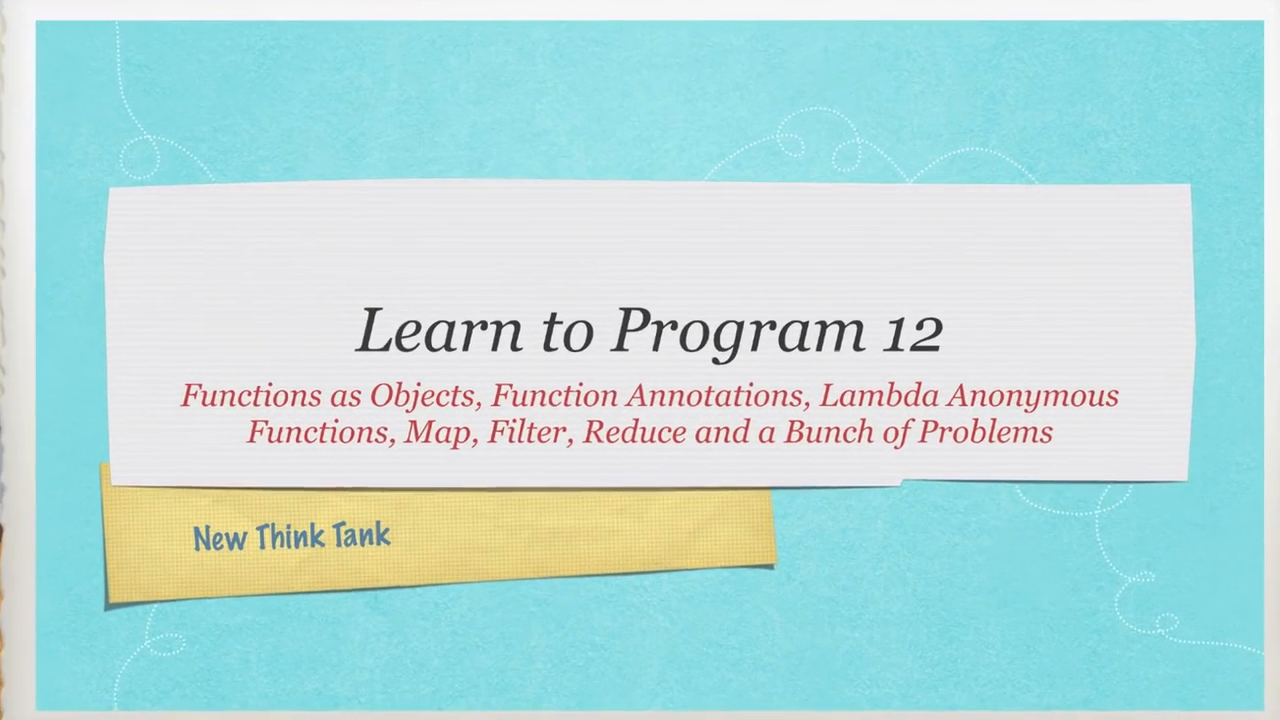 Learn to Program 12
Functions as Objects, Function Annotations, Lambda Anonymous
Functions, Map, Filter, Reduce and a Bunch of Problems
New Think Tank